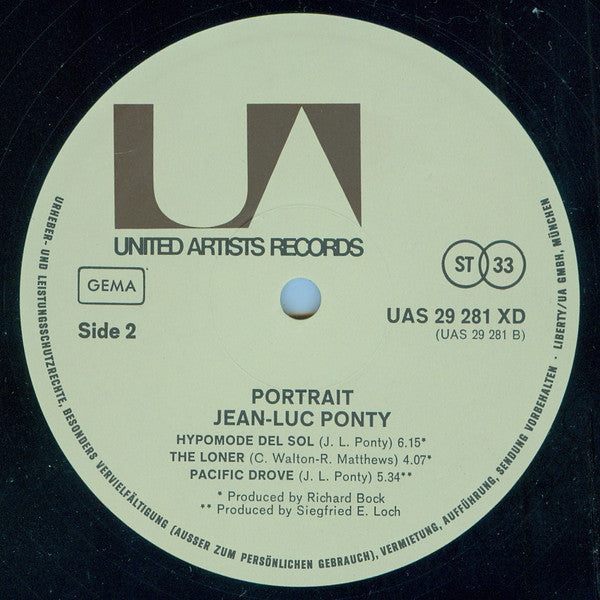 UA
UNITED ARTISTS RECORDS
GEMA
ST 33
Side 2
UAS 29 281 XD
(UAS 29 281 B)
PORTRAIT
JEAN-LUC PONTY
HYPOMODE DEL SOL (J. L. Ponty) 6.15*
THE LONER (C. Walton-R. Matthews) 4.07*
PACIFIC DROVE (J. L. Ponty) 5.34**
* Produced by Richard Bock
** Produced by Siegfried E. Loch
URHEBER- UND LEISTUNGSSCHUTZRECHTE, BESONDERS VERVIELFÄLTIGUNG (AUSSER ZUM PERSÖNLICHEN GEBRAUCH), VERMIETUNG, AUFFÜHRUNG, SENDUNG VORBEHALTEN · LIBERTY/UA GMBH, MÜNCHEN